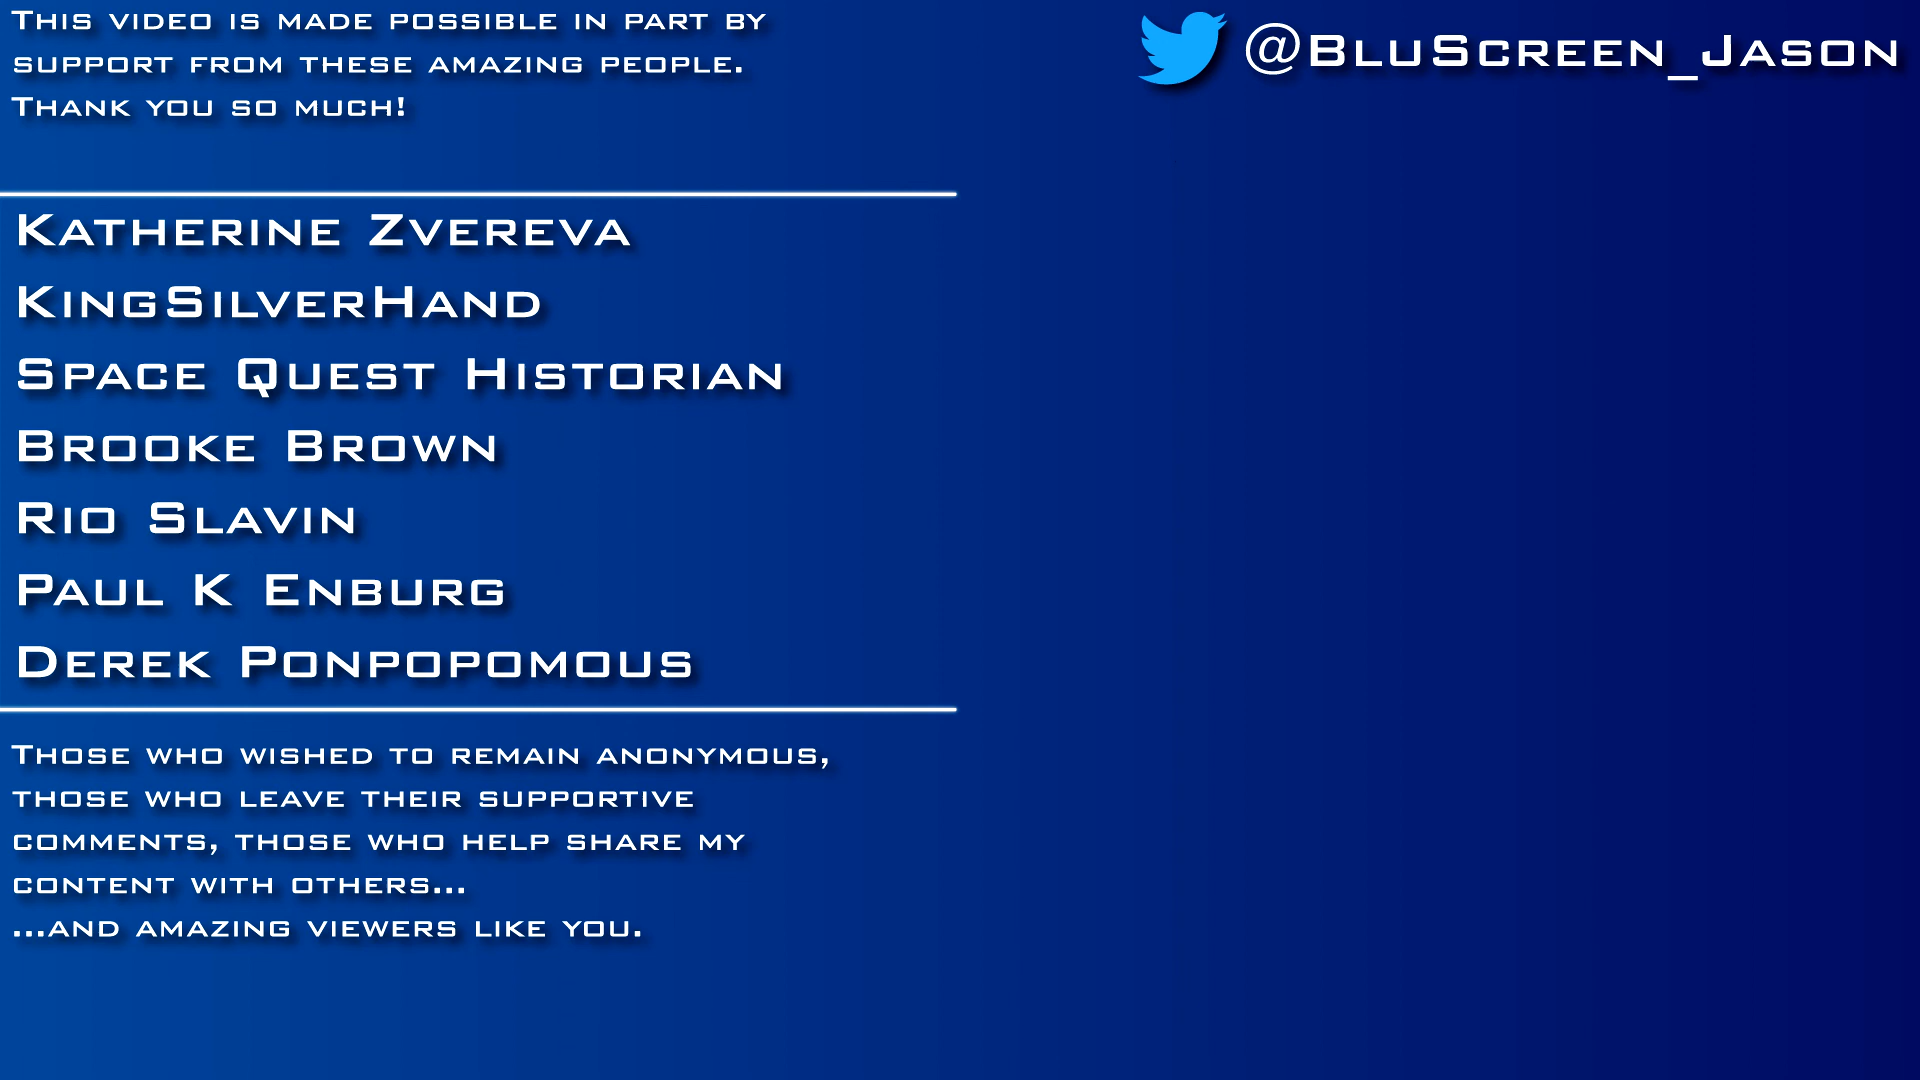 This video is made possible in part by
support from these amazing people.
Thank you so much!
@BluScreen_Jason
Katherine Zvereva
KingSilverHand
Space Quest Historian
Brooke Brown
Rio Slavin
Paul K Enburg
Derek Ponpopomous
Those who wished to remain anonymous,
those who leave their supportive
comments, those who help share my
content with others...
...and amazing viewers like you.